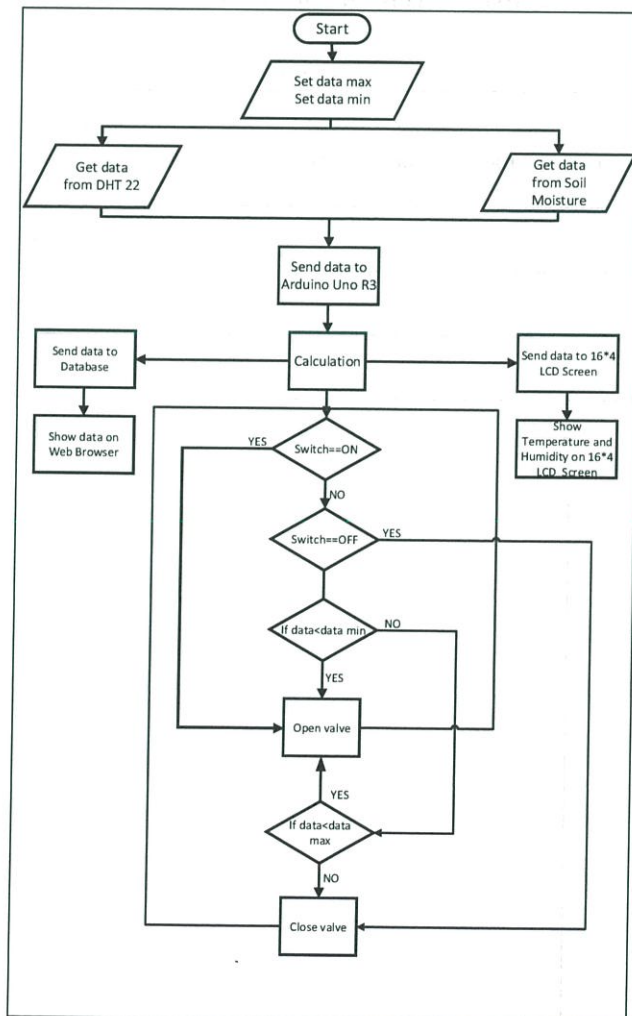 Start
Set data max
Set data min
Get data
from DHT 22
Get data
from Soil
Moisture
Send data to
Arduino Uno R3
Send data to
Database
Calculation
Send data to 16*4
LCD Screen
Show data on
Web Browser
Show
Temperature and
Humidity on 16*4
LCD Screen
YES
Switch==ON
NO
Switch==OFF
YES
If data<data min
NO
YES
Open valve
YES
If data<data
max
NO
Close valve